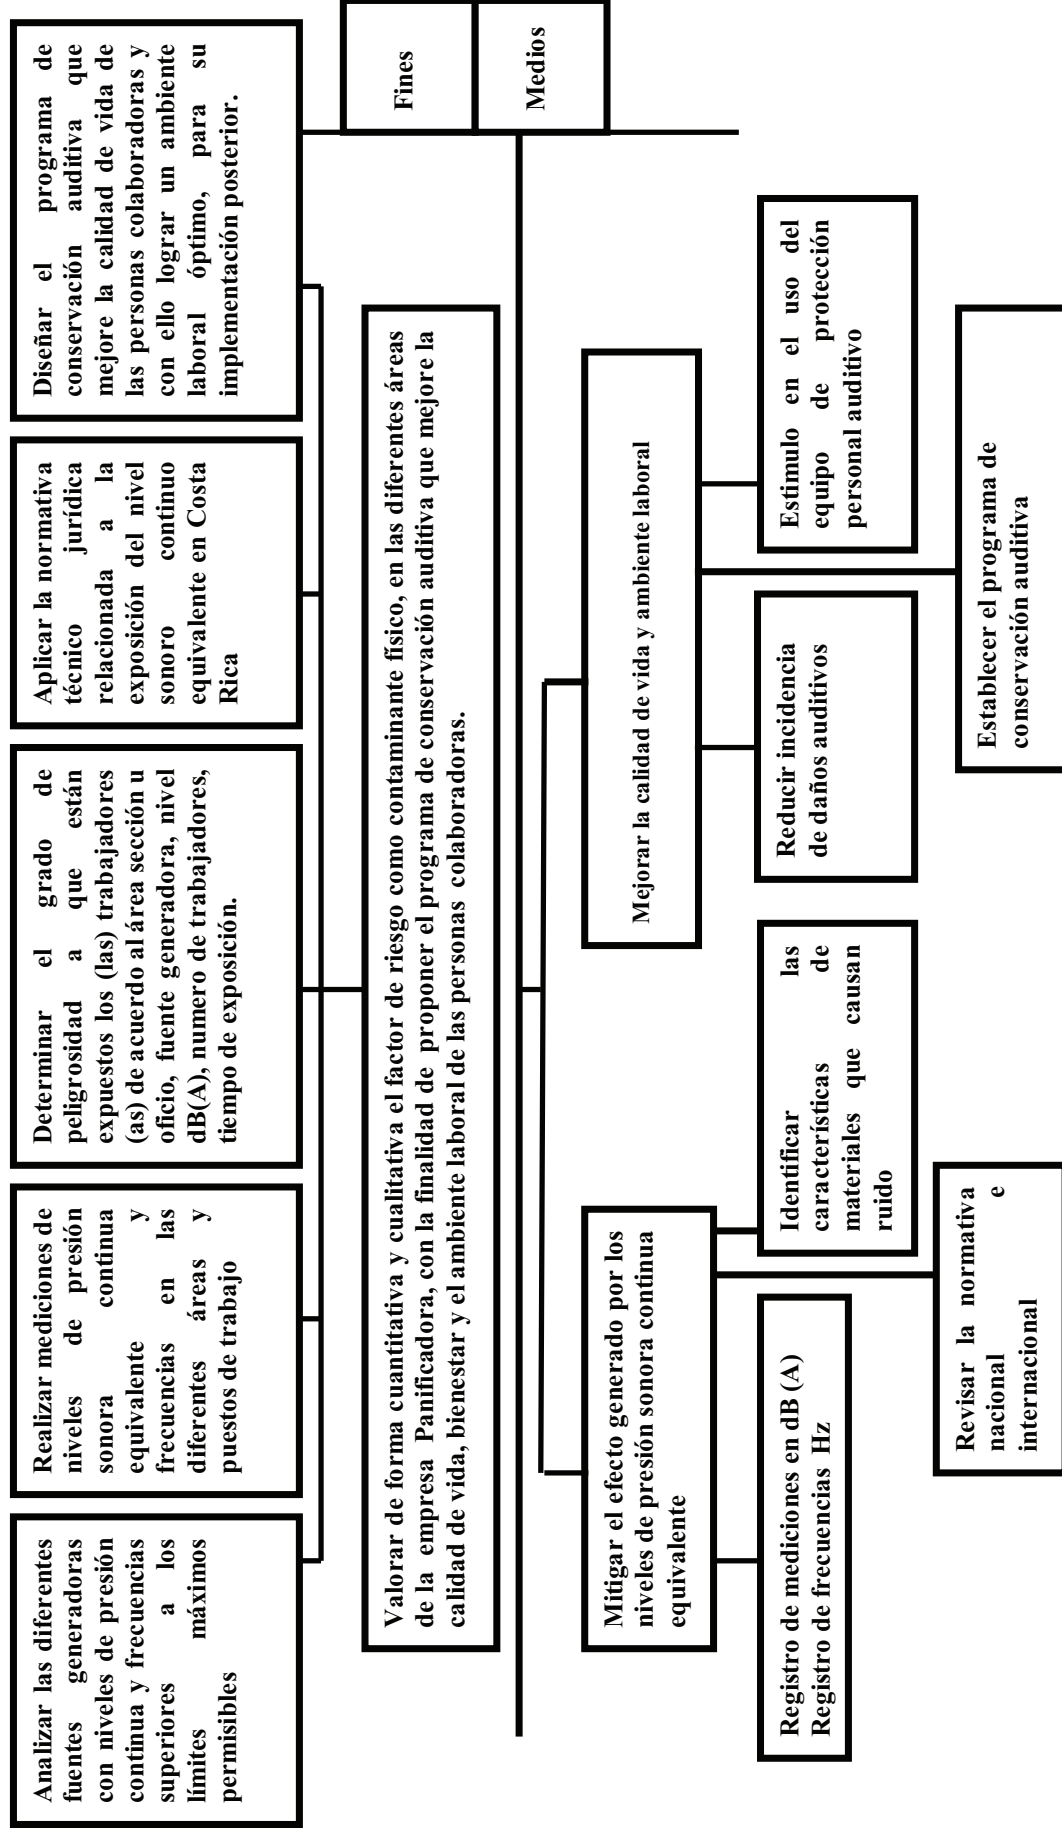 Analizar las diferentes
fuentes generadoras
con niveles de presión
continua y frecuencias
superiores a los
límites máximos
permisibles
Realizar mediciones de
niveles de presión
sonora continua
equivalente y
frecuencias en las
diferentes áreas y
puestos de trabajo
Determinar el grado de
peligrosidad a que están
expuestos los (las) trabajadores
(as) de acuerdo al área sección u
oficio, fuente generadora, nivel
dB(A), numero de trabajadores,
tiempo de exposición.
Aplicar la normativa
técnico jurídica
relacionada a la
exposición del nivel
sonoro continuo
equivalente en Costa
Rica
Diseñar el programa de
conservación auditiva que
mejore la calidad de vida de
las personas colaboradoras y
con ello lograr un ambiente
laboral óptimo, para su
implementación posterior.
Valorar de forma cuantitativa y cualitativa el factor de riesgo como contaminante físico, en las diferentes áreas
de la empresa Panificadora, con la finalidad de proponer el programa de conservación auditiva que mejore la
calidad de vida, bienestar y el ambiente laboral de las personas colaboradoras.
Fines
Medios
Mitigar el efecto generado por los
niveles de presión sonora continua
equivalente
Mejorar la calidad de vida y ambiente laboral
Registro de mediciones en dB (A)
Registro de frecuencias Hz
Identificar las
características de
materiales que causan
ruido
Reducir incidencia
de daños auditivos
Estimulo en el uso del
equipo de protección
personal auditivo
Revisar la normativa
nacional e
internacional
Establecer el programa de
conservación auditiva